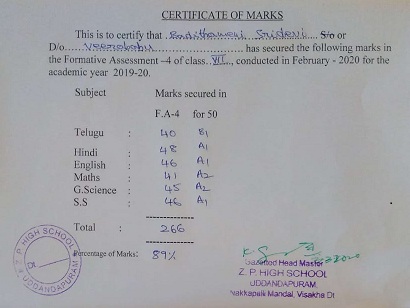 CERTIFICATE OF MARKS
This is to certify that Sridevi S/o or
D/o Veerababu has secured the following marks in
the Formative Assessment –4 of class VI, conducted in February - 2020 for the
academic year 2019-20.
Subject Marks secured in
F.A-4 for 50
Telugu : 40 B1
Hindi : 48 A1
English : 46 A1
Maths : 41 A2
G.Science : 45 A2
S.S : 46 A1
Total : 266
Percentage of Marks: 89%
Z P HIGH SCHOOL
UDDANDAPURAM
Gazetted Head Master
Z. P. HIGH SCHOOL
UDDANDAPURAM,
Nakkapalli Mandal, Visakha Dt